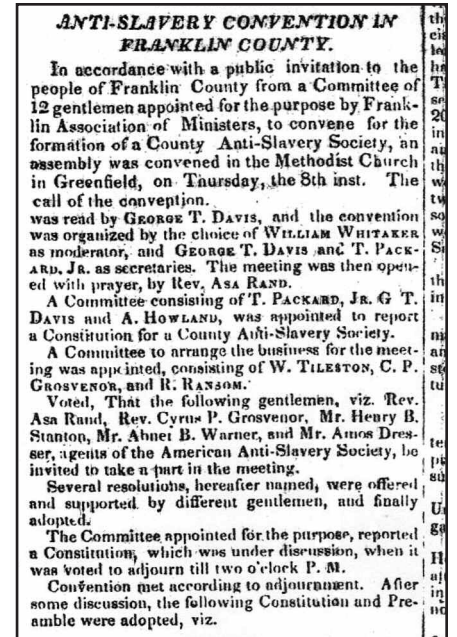 ANTI-SLAVERY CONVENTION IN
FRANKLIN COUNTY.
In accordance with a public invitation to the
people of Franklin County from a Committee of
12 gentlemen appointed for the purpose by Frank-
lin Association of Ministers, to convene for the
formation of a County Anti-Slavery Society, an
assembly was convened in the Methodist Church
in Greenfield, on Thursday, the 8th inst. The
call of the convention.
was read by GEORGE T. DAVIS, and the convention
was organized by the choice of WILLIAM WHITAKER
as moderator, and GEORGE T. DAVIS and T. PACK-
ARD, JR. as secretaries. The meeting was then open-
ed with prayer, by Rev. ASA RAND.
A Committee consisting of T. PACKARD, JR. G T.
DAVIS and A. HOWLAND, was appointed to report
a Constitution for a County Anti-Slavery Society.
A Committee to arrange the business for the meet-
ing was appointed, consisting of W. TILESTON, C. P.
GROSVENOR, and R. RANSOM.
Voted, That the following gentlemen, viz. Rev.
Asa Rand, Rev. Cyrus P. Grosvenor, Mr. Henry B.
Stanton, Mr. Abner B. Warner, and Mr. Amos Dres-
ser, agents of the American Anti-Slavery Society, be
invited to take a part in the meeting.
Several resolutions, hereafter named, were offered
and supported by different gentlemen, and finally
adopted.
The Committee appointed for the purpose, reported
a Constitution, which was under discussion, when it
was voted to adjourn till two o'clock P. M.
Convention met according to adjournment. After
some discussion, the following Constitution and Pre-
amble were adopted, viz.